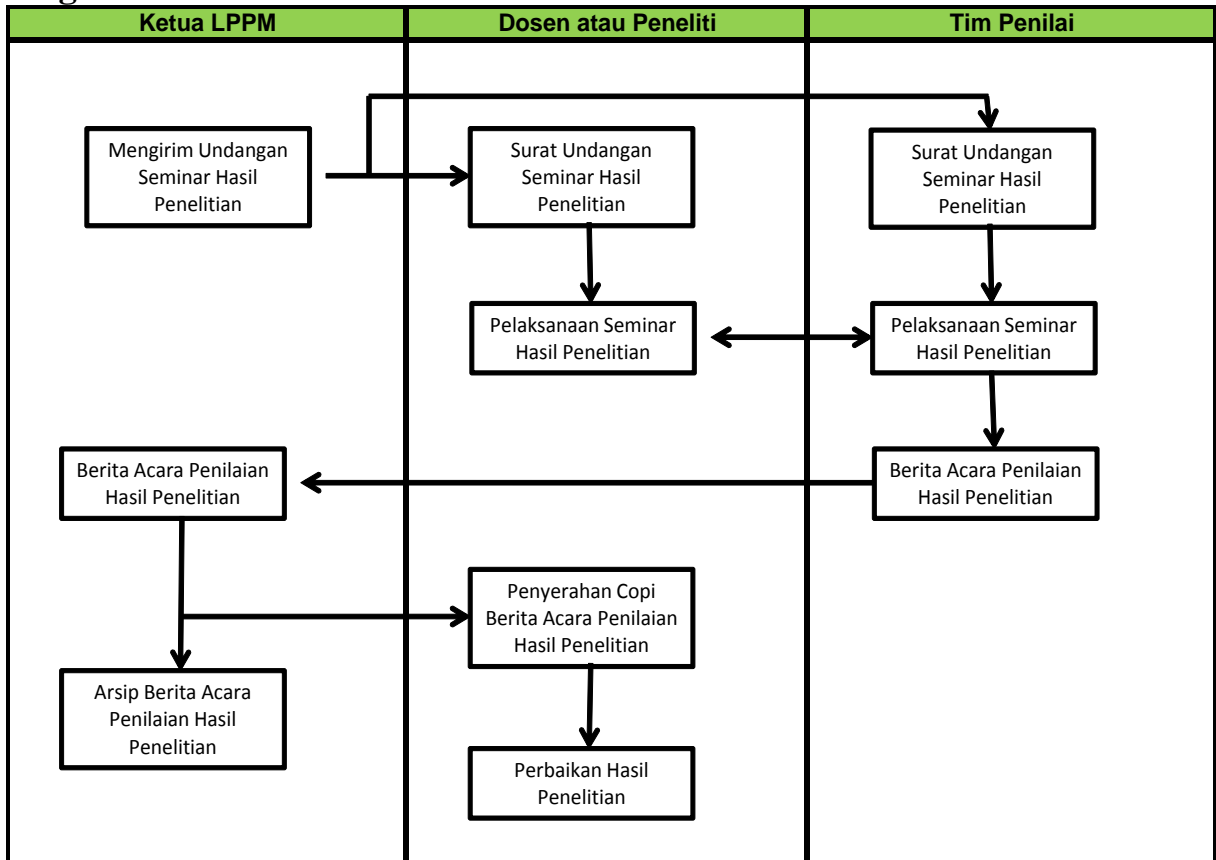 Ketua LPPM
Dosen atau Peneliti
Tim Penilai
Mengirim Undangan
Seminar Hasil
Penelitian
Surat Undangan
Seminar Hasil
Penelitian
Surat Undangan
Seminar Hasil
Penelitian
Pelaksanaan Seminar
Hasil Penelitian
Pelaksanaan Seminar
Hasil Penelitian
Berita Acara Penilaian
Hasil Penelitian
Berita Acara Penilaian
Hasil Penelitian
Penyerahan Copi
Berita Acara Penilaian
Hasil Penelitian
Arsip Berita Acara
Penilaian Hasil
Penelitian
Perbaikan Hasil
Penelitian